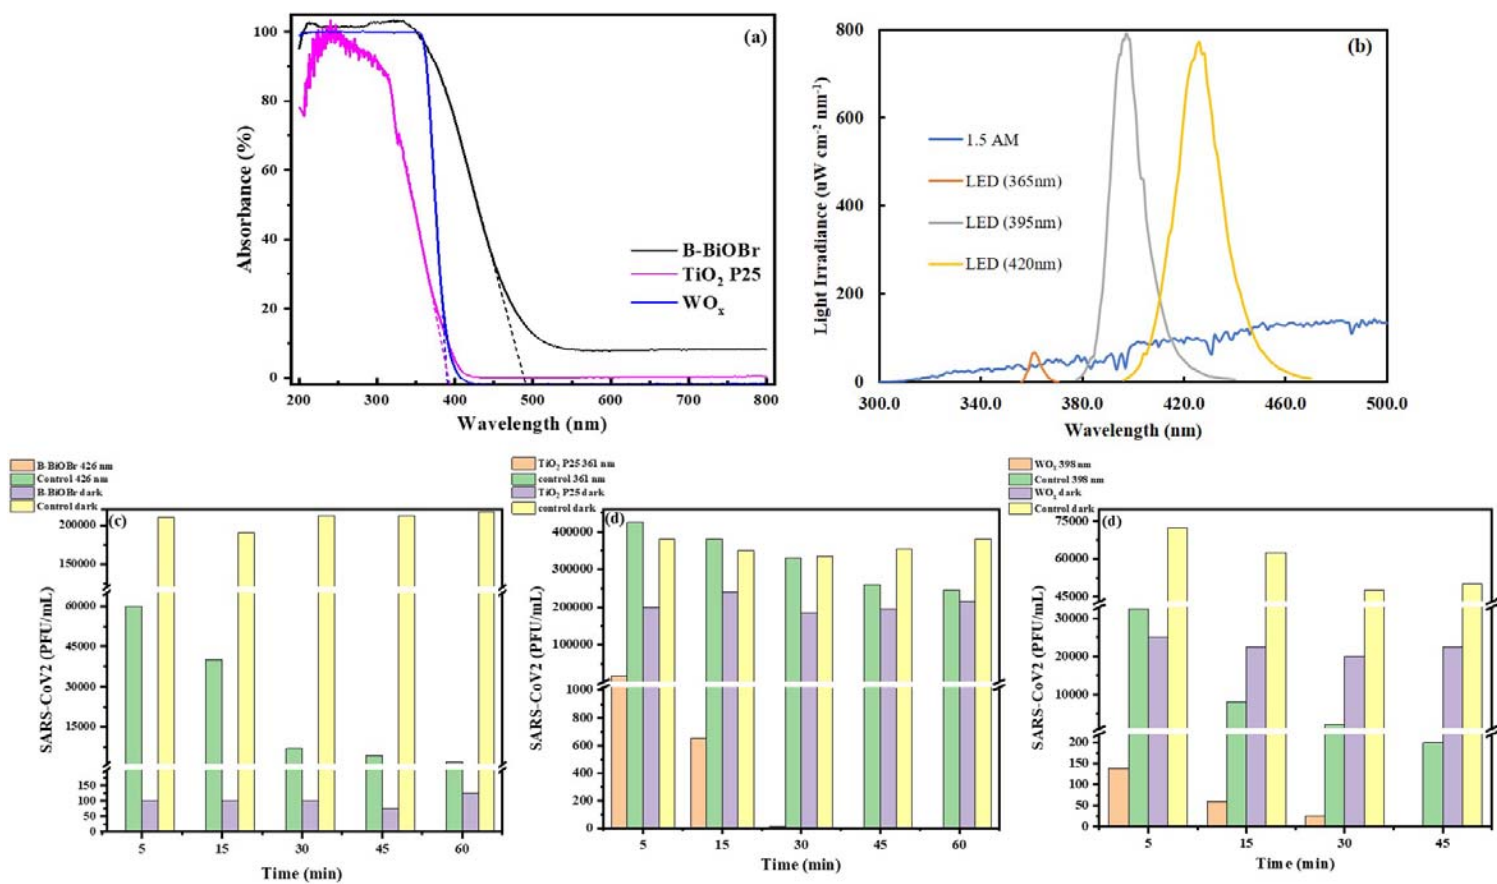 (a)
100
80
60
40
20
0
Absorbance (%)
B-BiOBr
TiO₂ P25
WOₓ
200 300 400 500 600 700 800
Wavelength (nm)
(b)
800
600
400
200
0
Light Irradiance (uW cm⁻² nm⁻¹)
1.5 AM
LED (365nm)
LED (395nm)
LED (420nm)
300.0 340.0 380.0 420.0 460.0 500.0
Wavelength (nm)
B-BiOBr 426 nm
Control 426 nm
B-BiOBr dark
Control dark
(c)
200000
150000
60000
45000
30000
15000
150
100
50
0
SARS-CoV2 (PFU/mL)
5 15 30 45 60
Time (min)
TiO₂ P25 361 nm
control 361 nm
TiO₂ P25 dark
control dark
(d)
400000
300000
200000
100000
1000
800
600
400
200
0
SARS-CoV2 (PFU/mL)
5 15 30 45 60
Time (min)
WOₓ 398 nm
Control 398 nm
WOₓ dark
Control dark
(d)
75000
60000
45000
30000
20000
10000
200
150
100
50
0
SARS-CoV2 (PFU/mL)
5 15 30 45
Time (min)